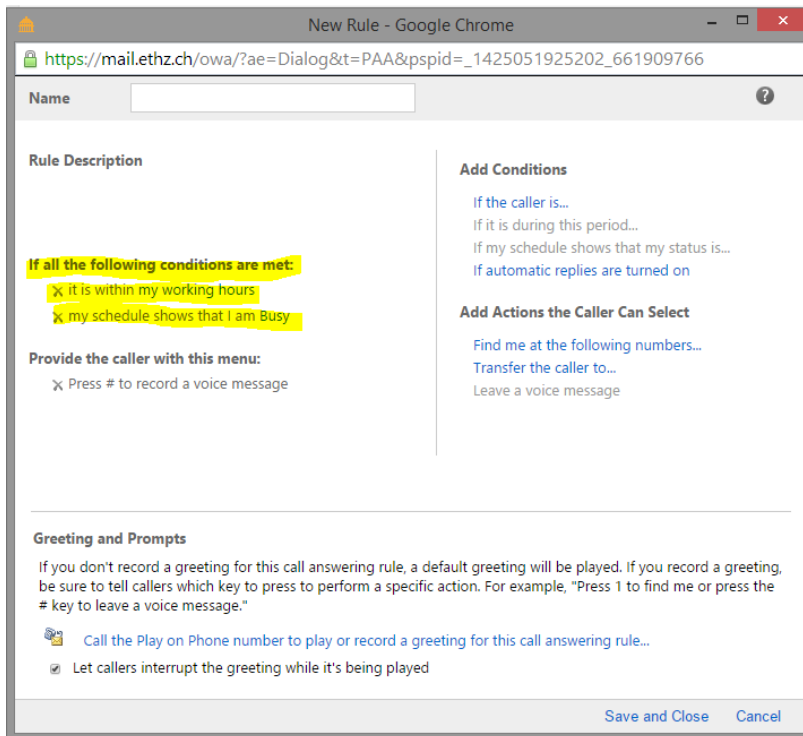 New Rule - Google Chrome
https://mail.ethz.ch/owa/?ae=Dialog&t=PAA&pspid=_1425051925202_661909766
Name
Rule Description
If all the following conditions are met:
it is within my working hours
my schedule shows that I am Busy
Provide the caller with this menu:
Press # to record a voice message
Add Conditions
If the caller is...
If it is during this period...
If my schedule shows that my status is...
If automatic replies are turned on
Add Actions the Caller Can Select
Find me at the following numbers...
Transfer the caller to...
Leave a voice message
Greeting and Prompts
If you don't record a greeting for this call answering rule, a default greeting will be played. If you record a greeting,
be sure to tell callers which key to press to perform a specific action. For example, "Press 1 to find me or press the
# key to leave a voice message."
Call the Play on Phone number to play or record a greeting for this call answering rule...
Let callers interrupt the greeting while it's being played
Save and Close Cancel